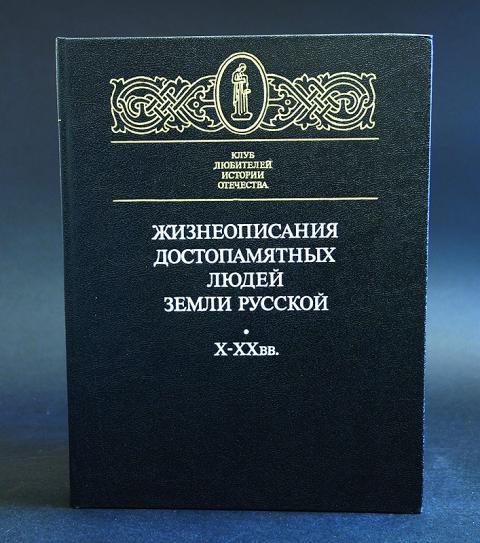 КЛУБ
ЛЮБИТЕЛЕЙ
ИСТОРИИ
ОТЕЧЕСТВА
ЖИЗНЕОПИСАНИЯ
ДОСТОПАМЯТНЫХ
ЛЮДЕЙ
ЗЕМЛИ РУССКОЙ
•
X-XXвв.